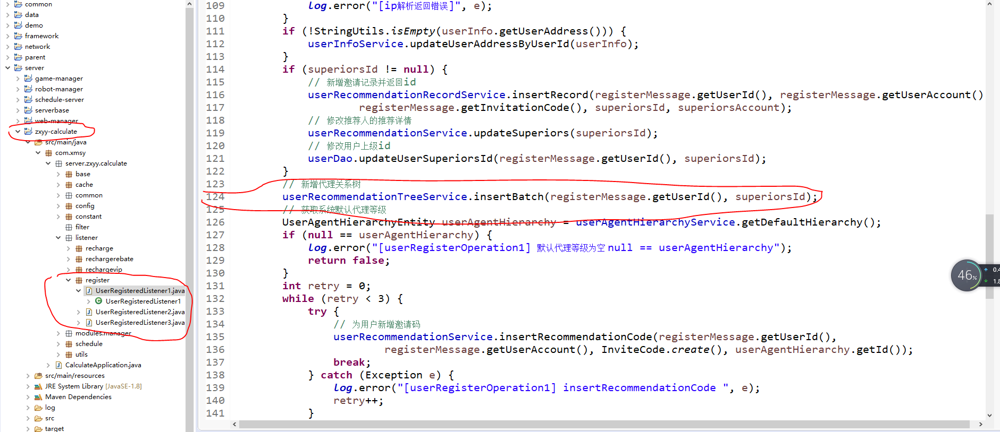 common
data
demo
framework
network
parent
server
game-manager
robot-manager
schedule-server
serverbase
web-manager
zxyy-calculate
src/main/java
com.xmsy
server.zxyy.calculate
base
cache
common
config
constant
filter
listener
recharge
rechargerebate
rechargevip
register
UserRegisteredListener1.java
UserRegisteredListener1
UserRegisteredListener2.java
UserRegisteredListener3.java
modules.manager
schedule
utils
CalculateApplication.java
src/main/resources
JRE System Library [JavaSE-1.8]
Maven Dependencies
log
src
target
109 log.error("[ip解析返回错误]", e);
110 }
111 if (!StringUtils.isEmpty(userInfo.getUserAddress())) {
112 userInfoService.updateUserAddressByUserId(userInfo);
113 }
114 if (superiorsId != null) {
115 // 新增邀请记录并返回id
116 userRecommendationRecordService.insertRecord(registerMessage.getUserId(), registerMessage.getUserAccount()
117 registerMessage.getInvitationCode(), superiorsId, superiorsAccount);
118 // 修改推荐人的推荐详情
119 userRecommendationService.updateSuperiors(superiorsId);
120 // 修改用户上级id
121 userDao.updateUserSuperiorsId(registerMessage.getUserId(), superiorsId);
122 }
123 // 新增代理关系树
124 userRecommendationTreeService.insertBatch(registerMessage.getUserId(), superiorsId);
125 // 获取系统默认代理等级
126 UserAgentHierarchyEntity userAgentHierarchy = userAgentHierarchyService.getDefaultHierarchy();
127 if (null == userAgentHierarchy) {
128 log.error("[userRegisterOperation1] 默认代理等级为空 null == userAgentHierarchy");
129 return false;
130 }
131 int retry = 0;
132 while (retry < 3) {
133 try {
134 // 为用户新增邀请码
135 userRecommendationService.insertRecommendationCode(registerMessage.getUserId(),
136 registerMessage.getUserAccount(), InviteCode.create(), userAgentHierarchy.getId());
137 break;
138 } catch (Exception e) {
139 log.error("[userRegisterOperation1] insertRecommendationCode ", e);
140 retry++;
141 }
46%
0.4
1.8